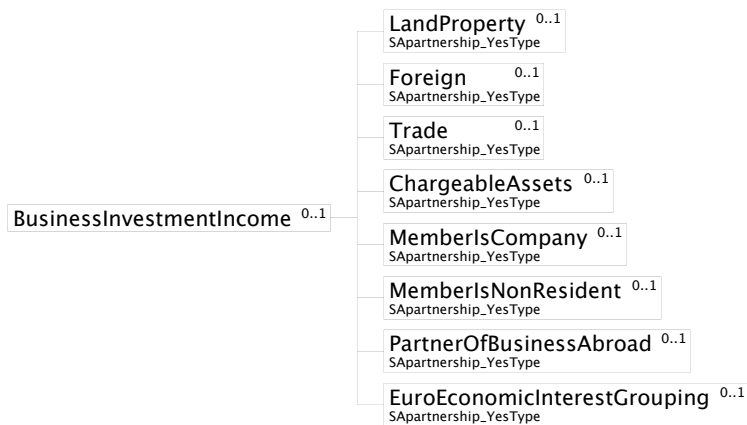 LandProperty 0..1
SApartnership_YesType
Foreign 0..1
SApartnership_YesType
Trade 0..1
SApartnership_YesType
ChargeableAssets 0..1
SApartnership_YesType
BusinessInvestmentIncome 0..1
MemberIsCompany 0..1
SApartnership_YesType
MemberIsNonResident 0..1
SApartnership_YesType
PartnerOfBusinessAbroad 0..1
SApartnership_YesType
EuroEconomicInterestGrouping 0..1
SApartnership_YesType